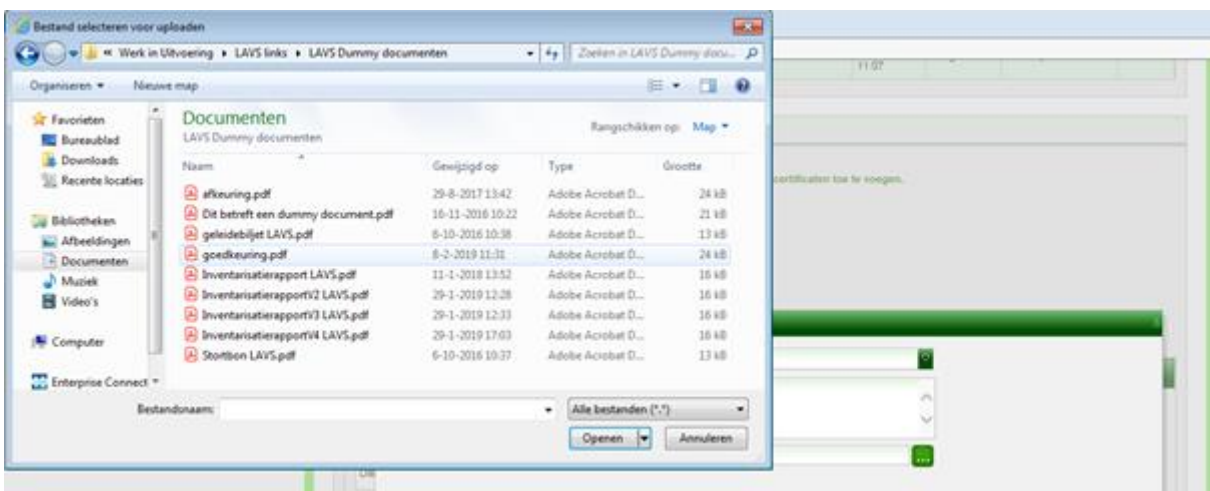 Bestand selecteren voor uploaden
« Werk in Uitvoering ▸ LAVS links ▸ LAVS Dummy documenten
Zoeken in LAVS Dummy docu...
11:07
Organiseren
Nieuwe map
Favorieten
Bureaublad
Downloads
Recente locaties
Bibliotheken
Afbeeldingen
Documenten
Muziek
Video's
Computer
Enterprise Connect
Documenten
LAVS Dummy documenten
Rangschikken op: Map
Naam Gewijzigd op Type Grootte
afkeuring.pdf 29-8-2017 13:42 Adobe Acrobat D... 24 kB
Dit betreft een dummy document.pdf 16-11-2016 10:22 Adobe Acrobat D... 21 kB
geleidebiljet LAVS.pdf 6-10-2016 10:38 Adobe Acrobat D... 13 kB
goedkeuring.pdf 8-2-2019 11:31 Adobe Acrobat D... 24 kB
Inventarisatierapport LAVS.pdf 11-1-2018 13:52 Adobe Acrobat D... 16 kB
InventarisatierapportV2 LAVS.pdf 29-1-2019 12:28 Adobe Acrobat D... 16 kB
InventarisatierapportV3 LAVS.pdf 29-1-2019 12:33 Adobe Acrobat D... 16 kB
InventarisatierapportV4 LAVS.pdf 29-1-2019 17:03 Adobe Acrobat D... 16 kB
Stortbon LAVS.pdf 6-10-2016 10:37 Adobe Acrobat D... 13 kB
certificaten toe te voegen.
Bestandsnaam:
Alle bestanden (*.*)
Openen
Annuleren
...